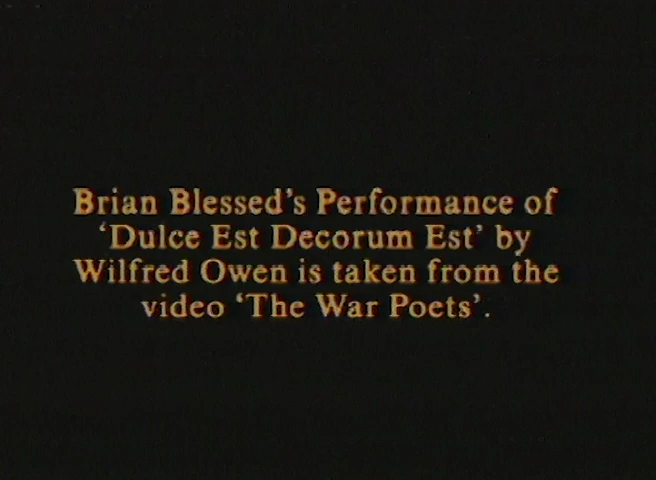 Brian Blessed's Performance of
‘Dulce Est Decorum Est’ by
Wilfred Owen is taken from the
video ‘The War Poets’.